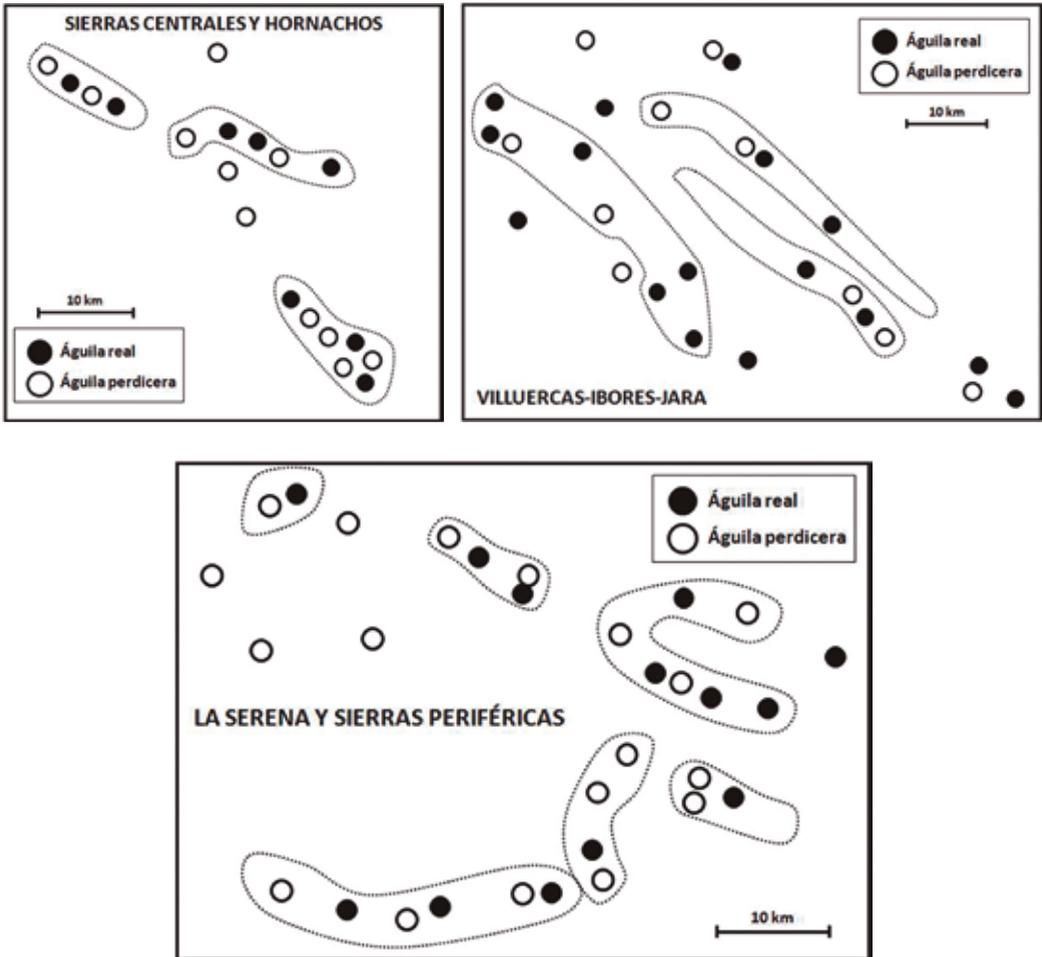 SIERRAS CENTRALES Y HORNACHOS
10 km
Águila real
Águila perdicera
Águila real
Águila perdicera
10 km
VILLUERCAS-IBORES-JARA
Águila real
Águila perdicera
LA SERENA Y SIERRAS PERIFÉRICAS
10 km